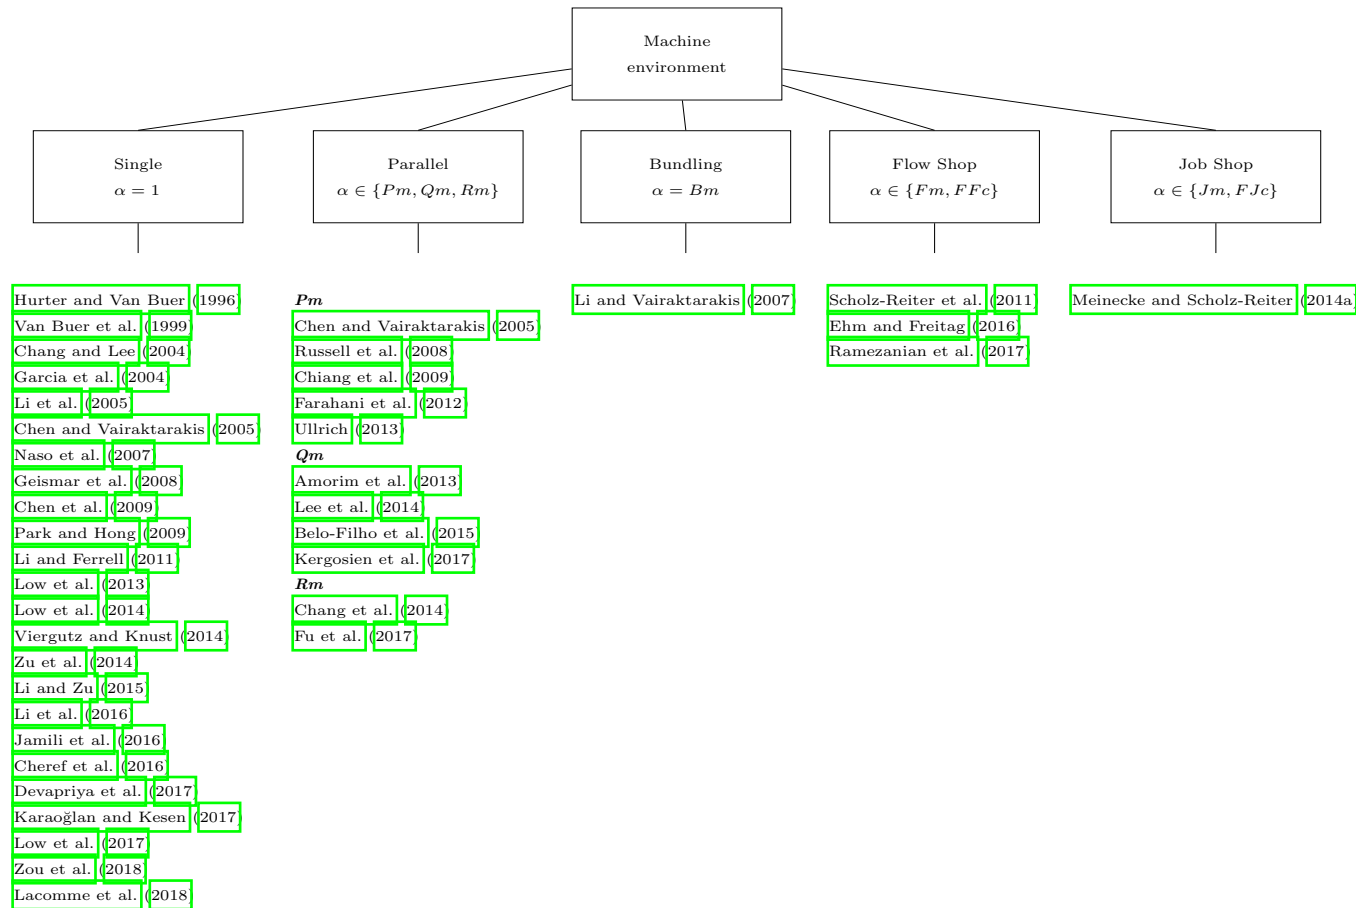 Machine
environment
Single
α = 1
Parallel
α ∈ {Pm, Qm, Rm}
Bundling
α = Bm
Flow Shop
α ∈ {Fm, FFc}
Job Shop
α ∈ {Jm, FJc}
Hurter and Van Buer (1996)
Van Buer et al. (1999)
Chang and Lee (2004)
Garcia et al. (2004)
Li et al. (2005)
Chen and Vairaktarakis (2005)
Naso et al. (2007)
Geismar et al. (2008)
Chen et al. (2009)
Park and Hong (2009)
Li and Ferrell (2011)
Low et al. (2013)
Low et al. (2014)
Viergutz and Knust (2014)
Zu et al. (2014)
Li and Zu (2015)
Li et al. (2016)
Jamili et al. (2016)
Cheref et al. (2016)
Devapriya et al. (2017)
Karaoğlan and Kesen (2017)
Low et al. (2017)
Zou et al. (2018)
Lacomme et al. (2018)
Pm
Chen and Vairaktarakis (2005)
Russell et al. (2008)
Chiang et al. (2009)
Farahani et al. (2012)
Ullrich (2013)
Qm
Amorim et al. (2013)
Lee et al. (2014)
Belo-Filho et al. (2015)
Kergosien et al. (2017)
Rm
Chang et al. (2014)
Fu et al. (2017)
Li and Vairaktarakis (2007)
Scholz-Reiter et al. (2011)
Ehm and Freitag (2016)
Ramezanian et al. (2017)
Meinecke and Scholz-Reiter (2014a)